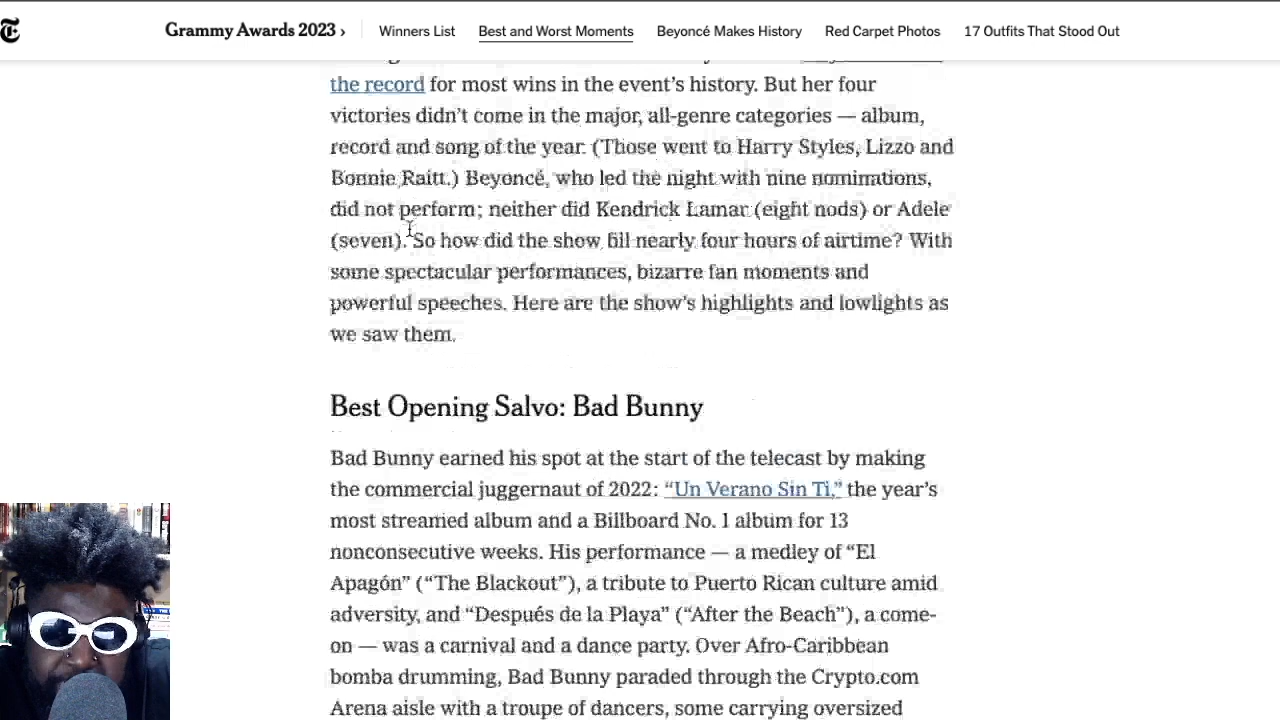 T
Grammy Awards 2023 › Winners List Best and Worst Moments Beyoncé Makes History Red Carpet Photos 17 Outfits That Stood Out
the record for most wins in the event's history. But her four
victories didn't come in the major, all-genre categories — album,
record and song of the year. (Those went to Harry Styles, Lizzo and
Bonnie Raitt.) Beyoncé, who led the night with nine nominations,
did not perform; neither did Kendrick Lamar (eight nods) or Adele
(seven). So how did the show fill nearly four hours of airtime? With
some spectacular performances, bizarre fan moments and
powerful speeches. Here are the show's highlights and lowlights as
we saw them.
Best Opening Salvo: Bad Bunny
Bad Bunny earned his spot at the start of the telecast by making
the commercial juggernaut of 2022: “Un Verano Sin Ti,” the year's
most streamed album and a Billboard No. 1 album for 13
nonconsecutive weeks. His performance — a medley of “El
Apagón” (“The Blackout”), a tribute to Puerto Rican culture amid
adversity, and “Después de la Playa” (“After the Beach”), a come-
on — was a carnival and a dance party. Over Afro-Caribbean
bomba drumming, Bad Bunny paraded through the Crypto.com
Arena aisle with a troupe of dancers, some carrying oversized